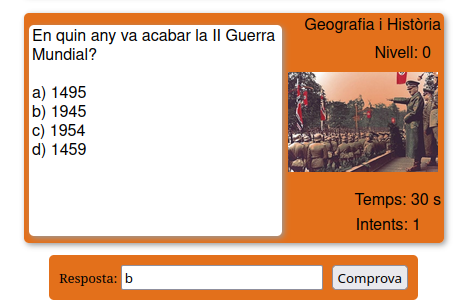 Geografia i Història
Nivell: 0
En quin any va acabar la II Guerra
Mundial?
a) 1495
b) 1945
c) 1954
d) 1459
Temps: 30 s
Intents: 1
Resposta: b Comprova